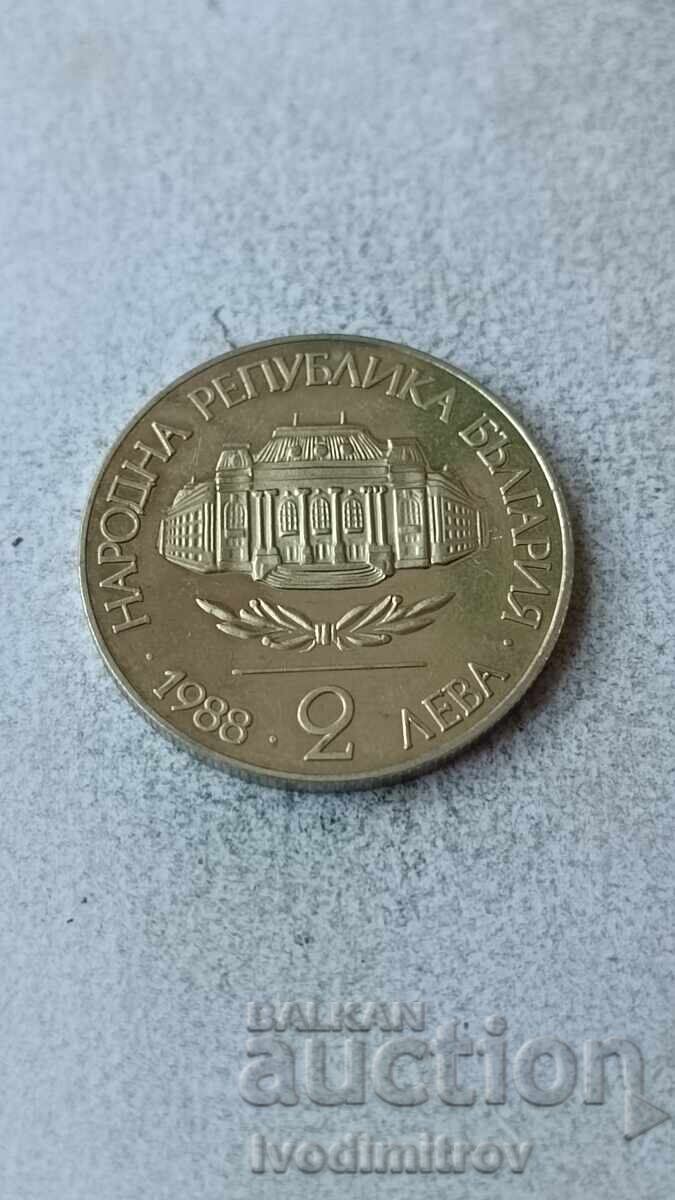 НАРОДНА РЕПУБЛИКА БЪЛГАРИЯ
· 1988 · 2 ЛЕВА ·
BALKAN
auction
Ivodimitrov